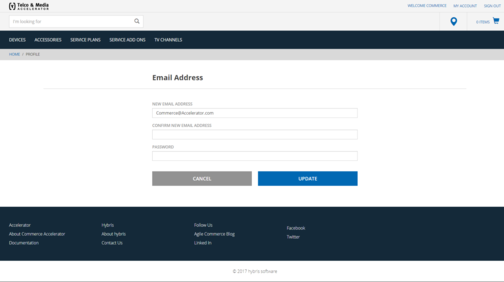 Telco & Media
ACCELERATOR
WELCOME COMMERCE
MY ACCOUNT
SIGN OUT
I'm looking for
0 ITEMS
DEVICES
ACCESSORIES
SERVICE PLANS
SERVICE ADD ONS
TV CHANNELS
HOME / PROFILE
Email Address
NEW EMAIL ADDRESS
Commerce@Accelerator.com
CONFIRM NEW EMAIL ADDRESS
PASSWORD
CANCEL
UPDATE
Accelerator
About Commerce Accelerator
Documentation
Hybris
About hybris
Contact Us
Follow Us
Agile Commerce Blog
Linked In
Facebook
Twitter
© 2017 hybris software